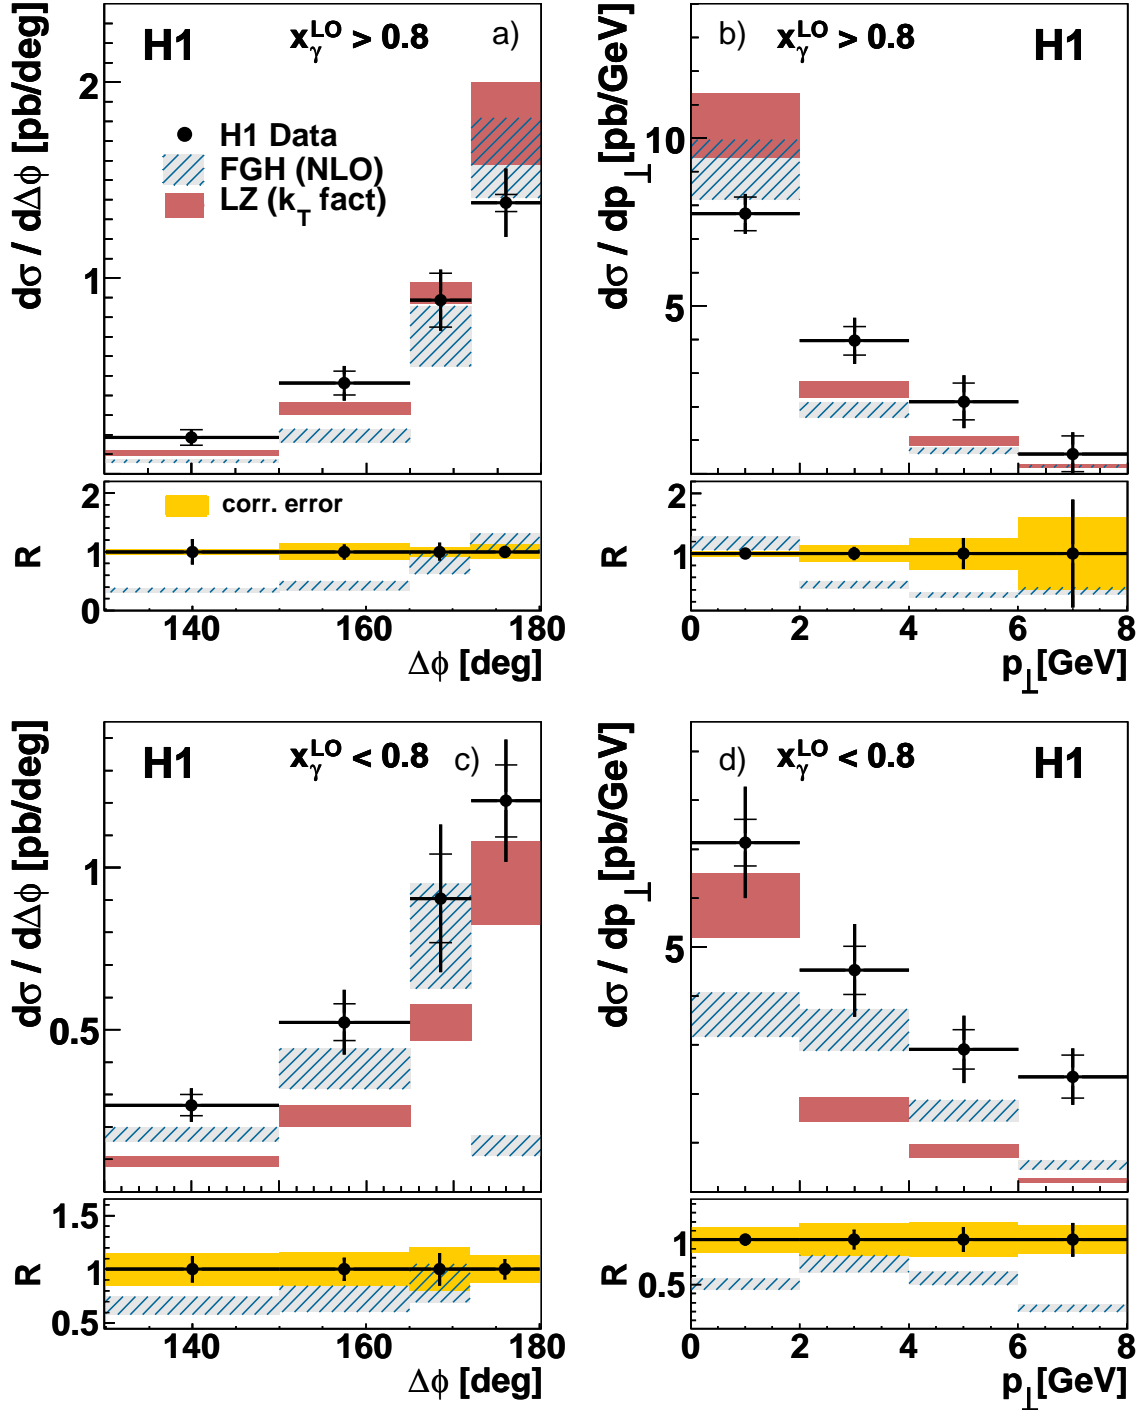 H1 x_γ^LO > 0.8 a)
dσ / dΔϕ [pb/deg]
2
1
H1 Data
FGH (NLO)
LZ (k_T fact)
corr. error
R
2
1
0
140 160 180
Δϕ [deg]
b) x_γ^LO > 0.8 H1
dσ / dp_⊥ [pb/GeV]
10
5
R
2
1
0 2 4 6 8
p_⊥[GeV]
H1 x_γ^LO < 0.8 c)
dσ / dΔϕ [pb/deg]
1
0.5
R
1.5
1
0.5
140 160 180
Δϕ [deg]
d) x_γ^LO < 0.8 H1
dσ / dp_⊥ [pb/GeV]
5
R
1
0.5
0 2 4 6 8
p_⊥[GeV]